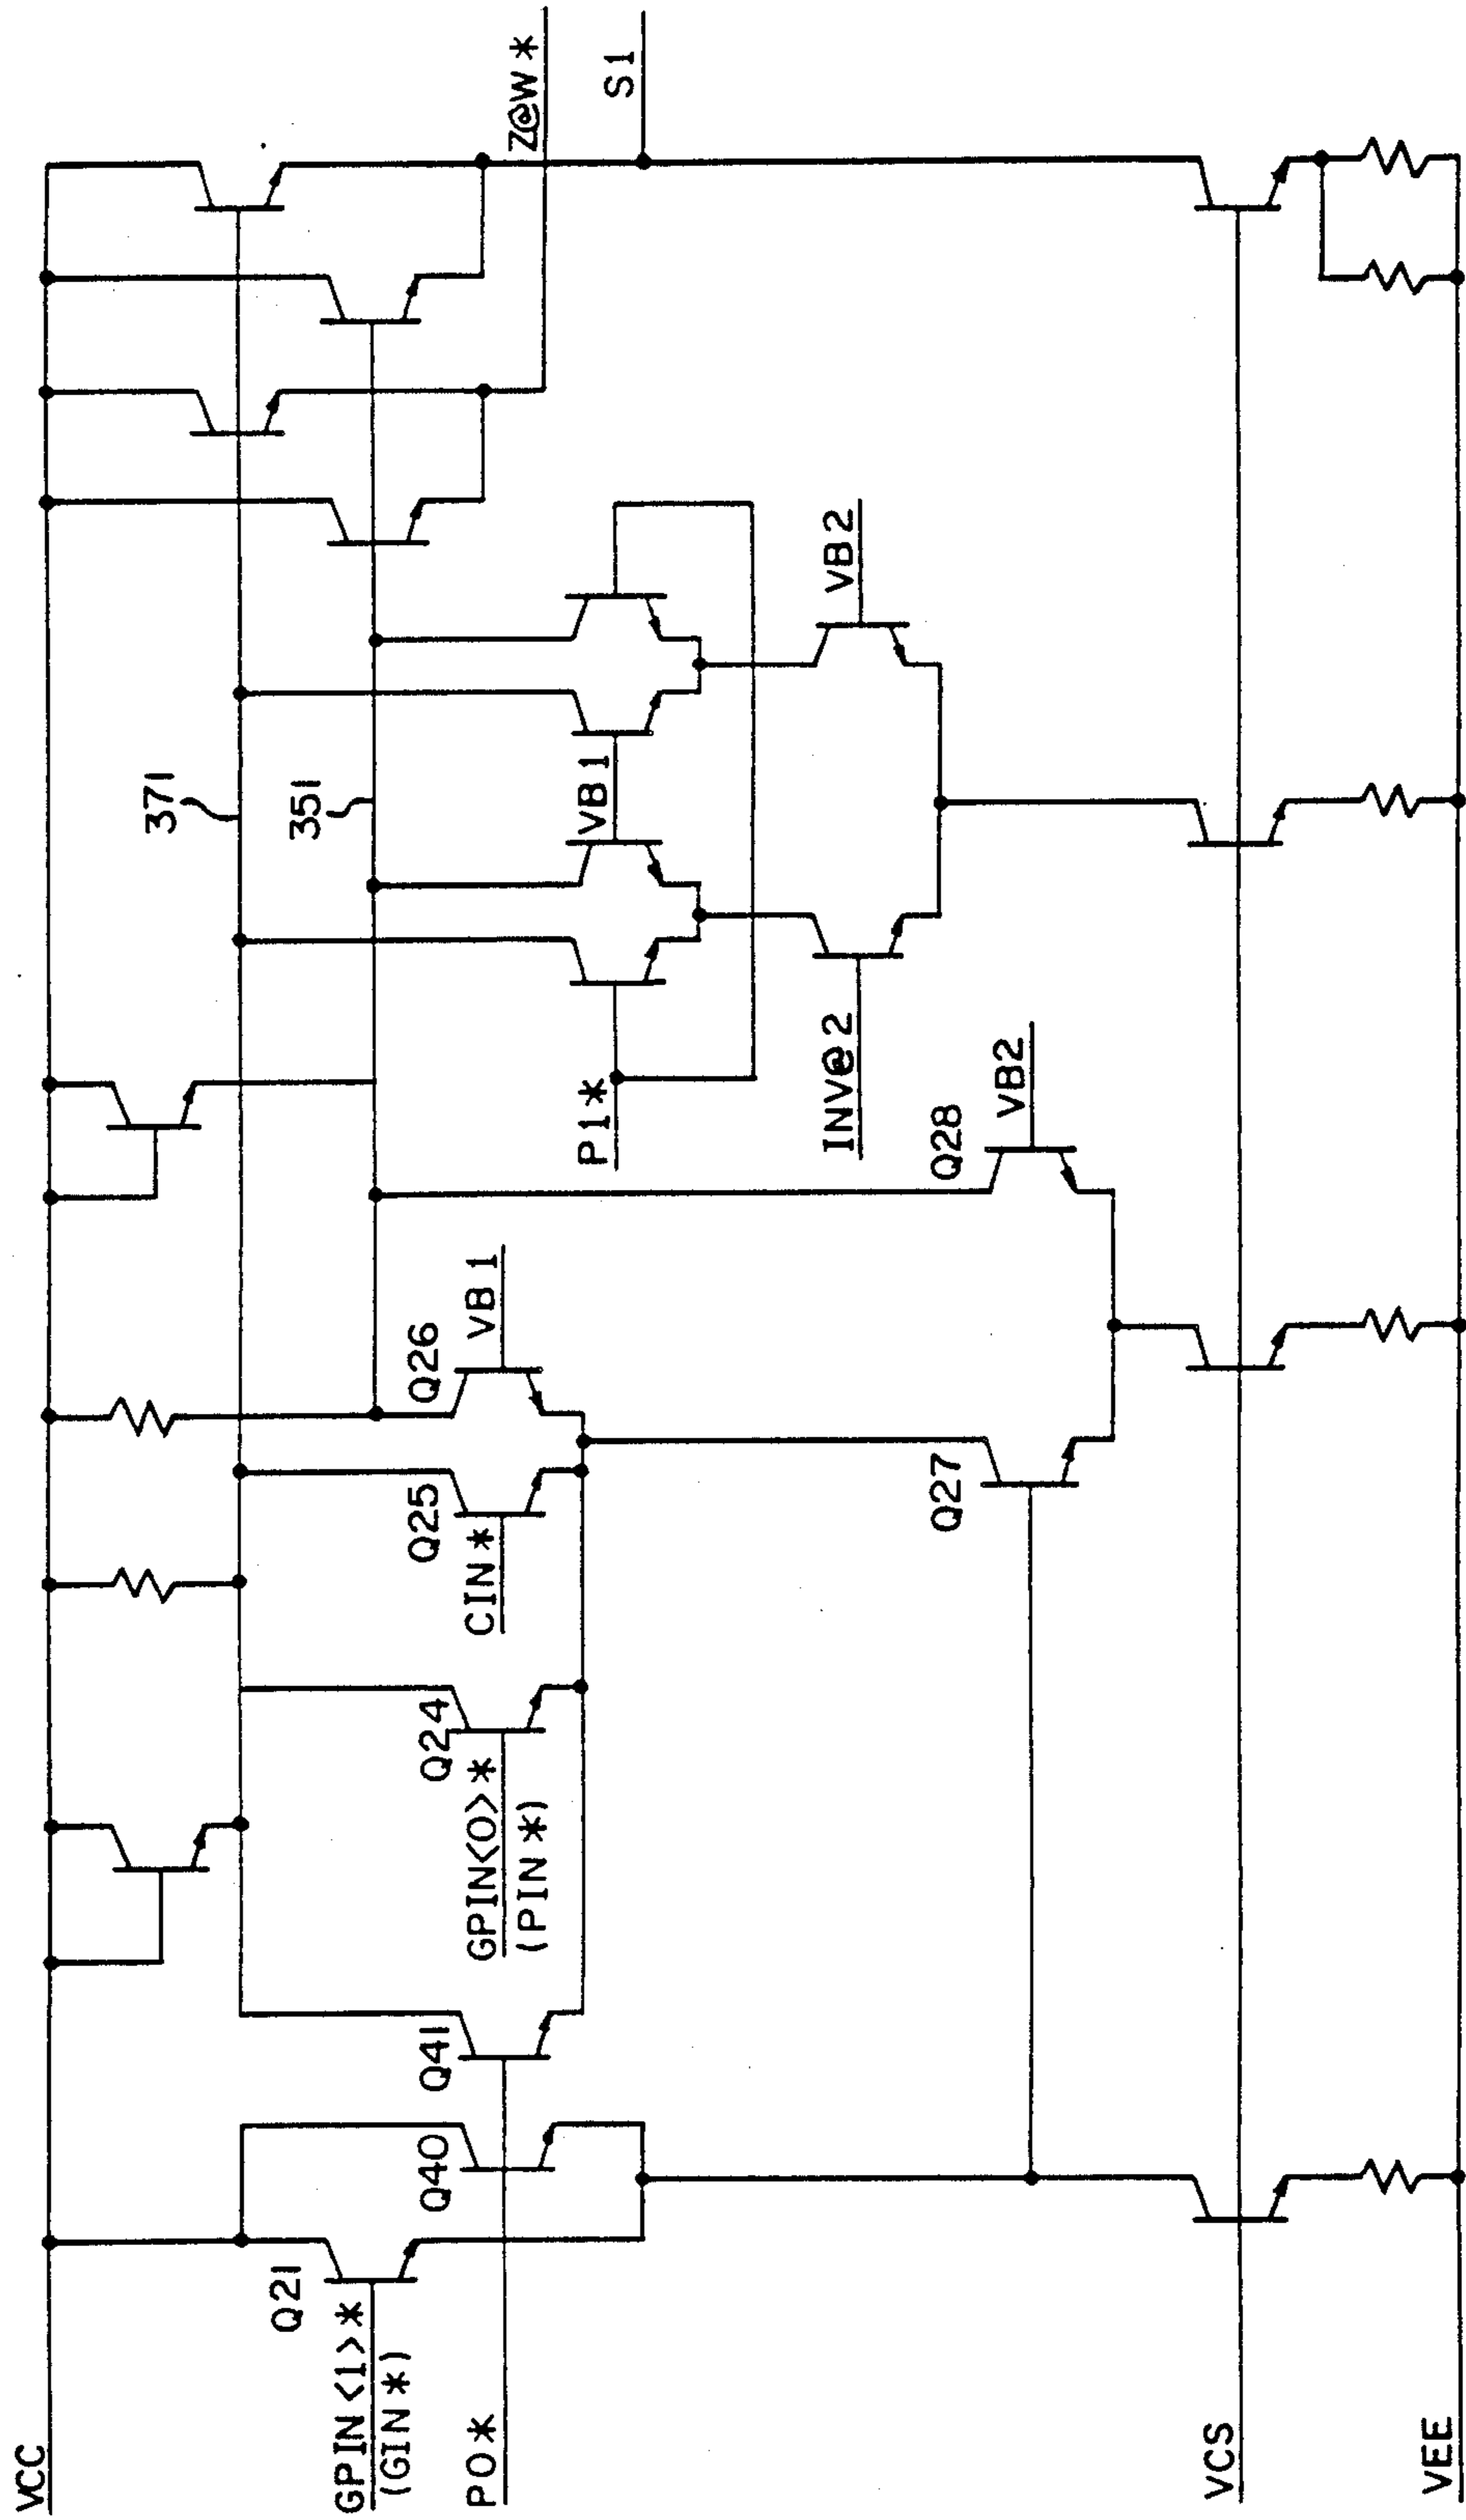 VCC
GPIN<1>*
(GIN*)
PO*
VCS
VEE
Q21
Q40
Q41
GPIN<0>*
(PIN*)
Q24
CIN*
Q25
Q26
VB1
Q27
Q28
VB2
P1*
INV@2
VB1
VB2
371
351
Z@W*
S1